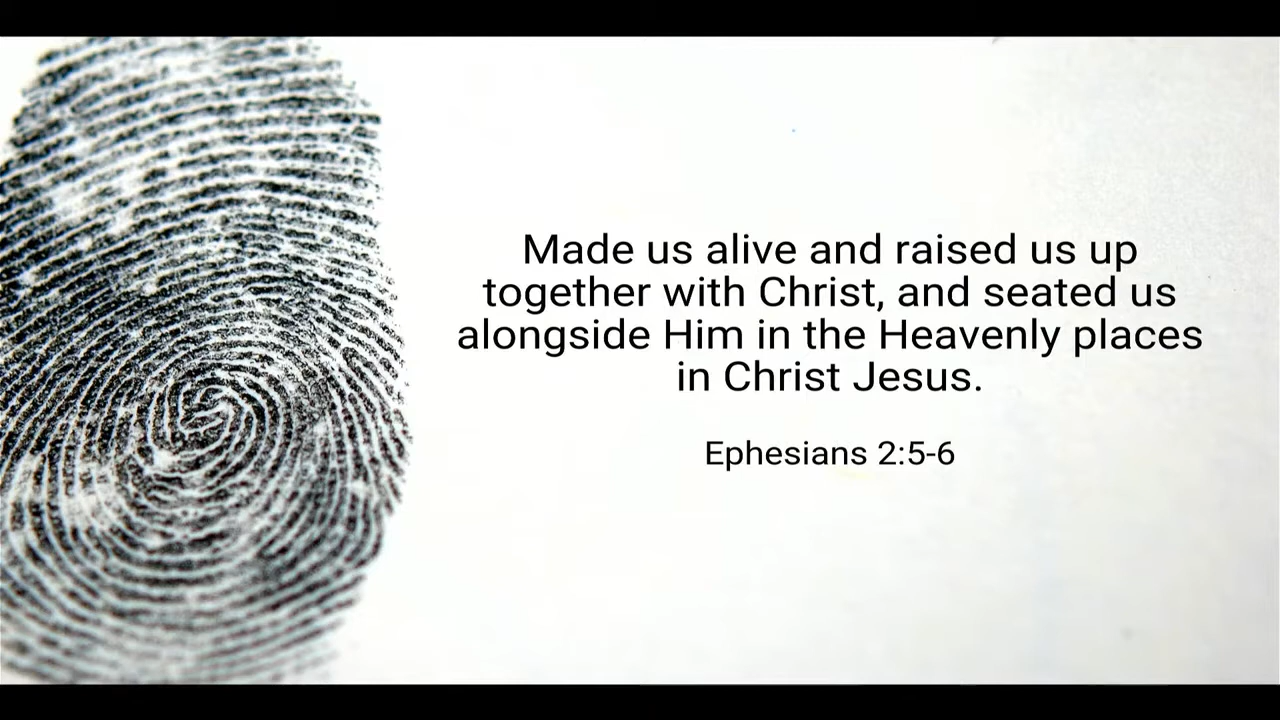 Made us alive and raised us up
together with Christ, and seated us
alongside Him in the Heavenly places
in Christ Jesus.
Ephesians 2:5-6